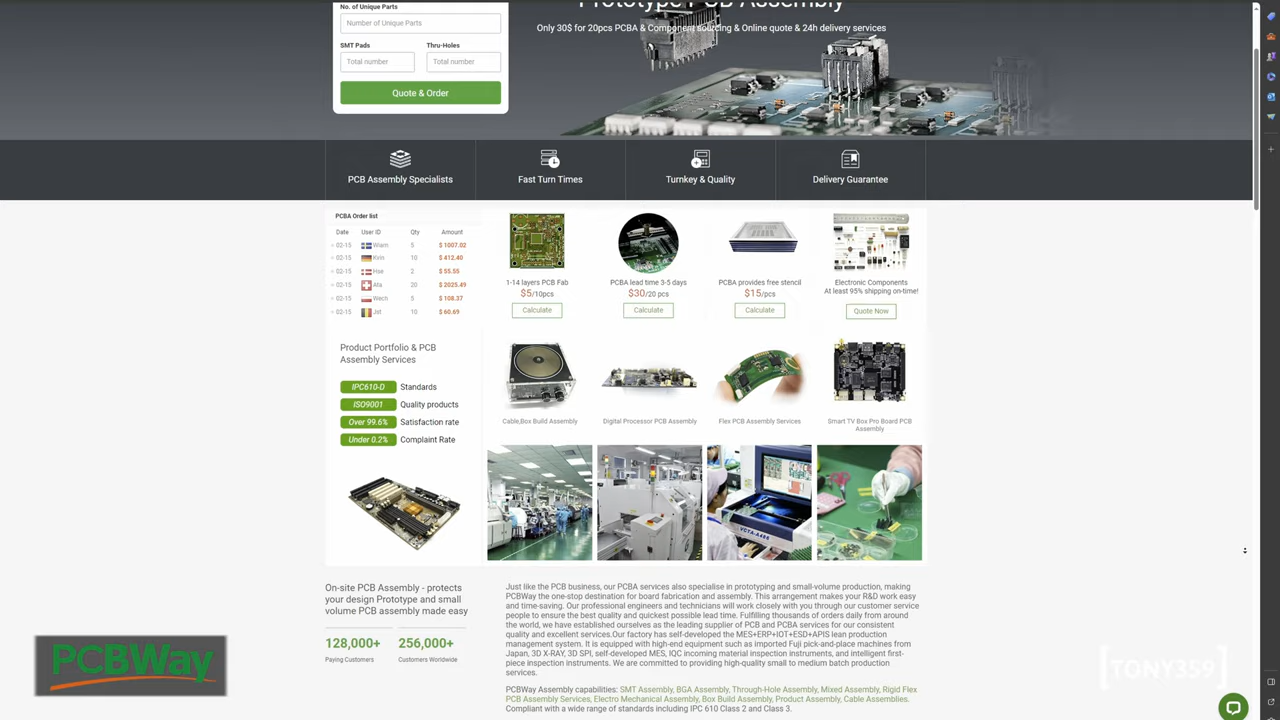 No. of Unique Parts
Prototype PCB Assembly
Number of Unique Parts
Only 30$ for 20pcs PCBA & Component sourcing & Online quote & 24h delivery services
SMT Pads
Thru-Holes
Total number
Total number
Quote & Order
PCB Assembly Specialists
Fast Turn Times
Turnkey & Quality
Delivery Guarantee
PCBA Order list
Date User ID Qty Amount
02-15 Wiam 5 $ 1007.02
02-15 Kirin 10 $ 412.40
02-15 Hse 2 $ 55.55
02-15 Alia 20 $ 2025.49
02-15 Wech 5 $ 108.37
02-15 Jst 10 $ 60.69
1-14 layers PCB Fab
$5/10pcs
Calculate
PCBA lead time 3-5 days
$30/20 pcs
Calculate
PCBA provides free stencil
$15/pcs
Calculate
Electronic Components
At least 95% shipping on-time!
Quote Now
Product Portfolio & PCB
Assembly Services
IPC610-D Standards
ISO9001 Quality products
Over 99.6% Satisfaction rate
Under 0.2% Complaint Rate
Cable,Box Build Assembly
Digital Processor PCB Assembly
Flex PCB Assembly Services
Smart TV Box Pro Board PCB
Assembly
VCTA-A486
On-site PCB Assembly - protects
your design Prototype and small
volume PCB assembly made easy
128,000+
Paying Customers
256,000+
Customers Worldwide
Just like the PCB business, our PCBA services also specialise in prototyping and small-volume production, making
PCBWay the one-stop destination for board fabrication and assembly. This arrangement makes your R&D work easy
and time-saving. Our professional engineers and technicians will work closely with you through our customer service
people to ensure the best quality and quickest possible lead time. Fulfilling thousands of orders daily from around
the world, we have established ourselves as the leading supplier of PCB and PCBA services for our consistent
quality and excellent services.Our factory has self-developed the MES+ERP+IOT+ESD+APIS lean production
management system. It is equipped with high-end equipment such as imported Fuji pick-and-place machines from
Japan, 3D X-RAY, 3D SPI, self-developed MES, IQC incoming material inspection instruments, and intelligent first-
piece inspection instruments. We are committed to providing high-quality small to medium batch production
services.
PCBWay Assembly capabilities: SMT Assembly, BGA Assembly, Through-Hole Assembly, Mixed Assembly, Rigid Flex
PCB Assembly Services, Electro Mechanical Assembly, Box Build Assembly, Product Assembly, Cable Assemblies.
Compliant with a wide range of standards including IPC 610 Class 2 and Class 3.
PCBWay
[TONY359]